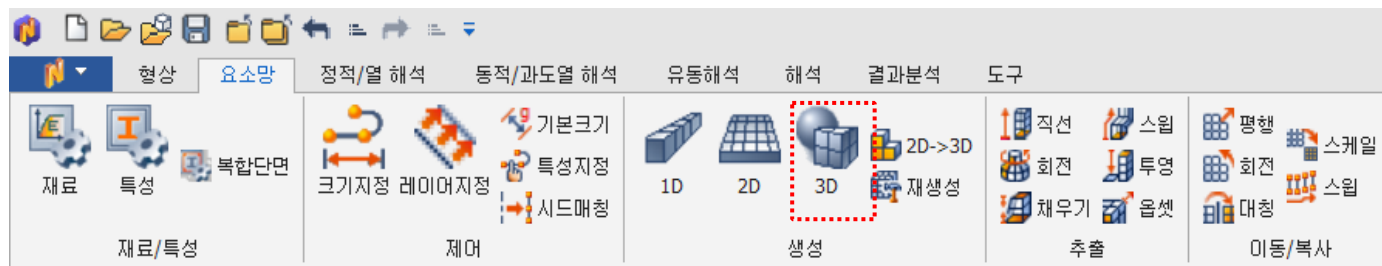 형상 요소망 정적/열 해석 동적/과도열 해석 유동해석 해석 결과분석 도구
재료 특성 복합단면
크기지정 레이어지정 기본크기
특성지정
시드매칭
1D 2D 3D 2D->3D
재생성
직선 스윕
회전 투영
채우기 옵셋
평행 스케일
회전 스윕
대칭
재료/특성 제어 생성 추출 이동/복사